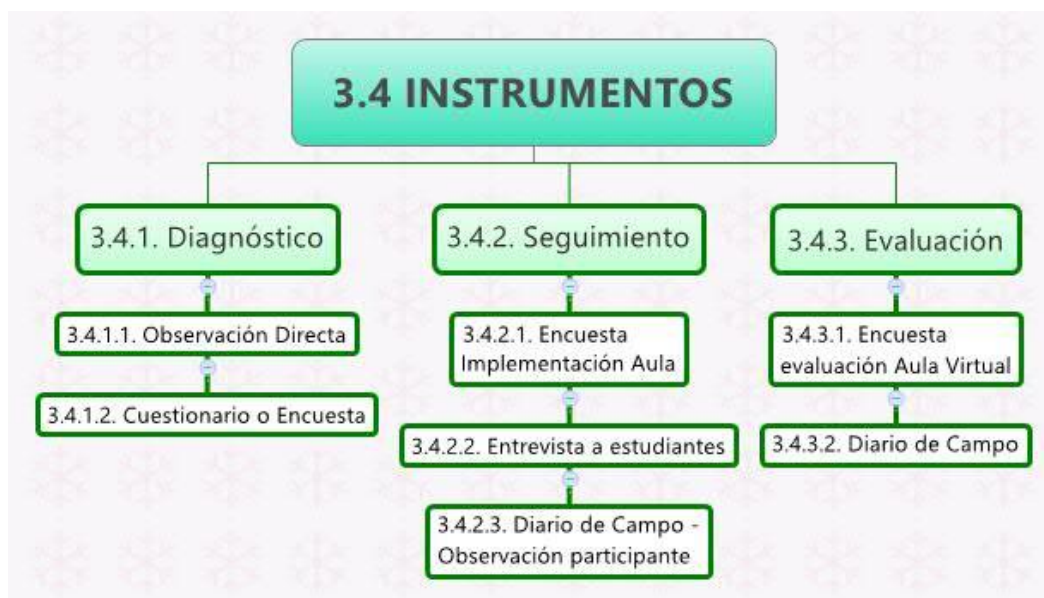 3.4 INSTRUMENTOS
3.4.1. Diagnóstico
3.4.1.1. Observación Directa
3.4.1.2. Cuestionario o Encuesta
3.4.2. Seguimiento
3.4.2.1. Encuesta
Implementación Aula
3.4.2.2. Entrevista a estudiantes
3.4.2.3. Diario de Campo -
Observación participante
3.4.3. Evaluación
3.4.3.1. Encuesta
evaluación Aula Virtual
3.4.3.2. Diario de Campo